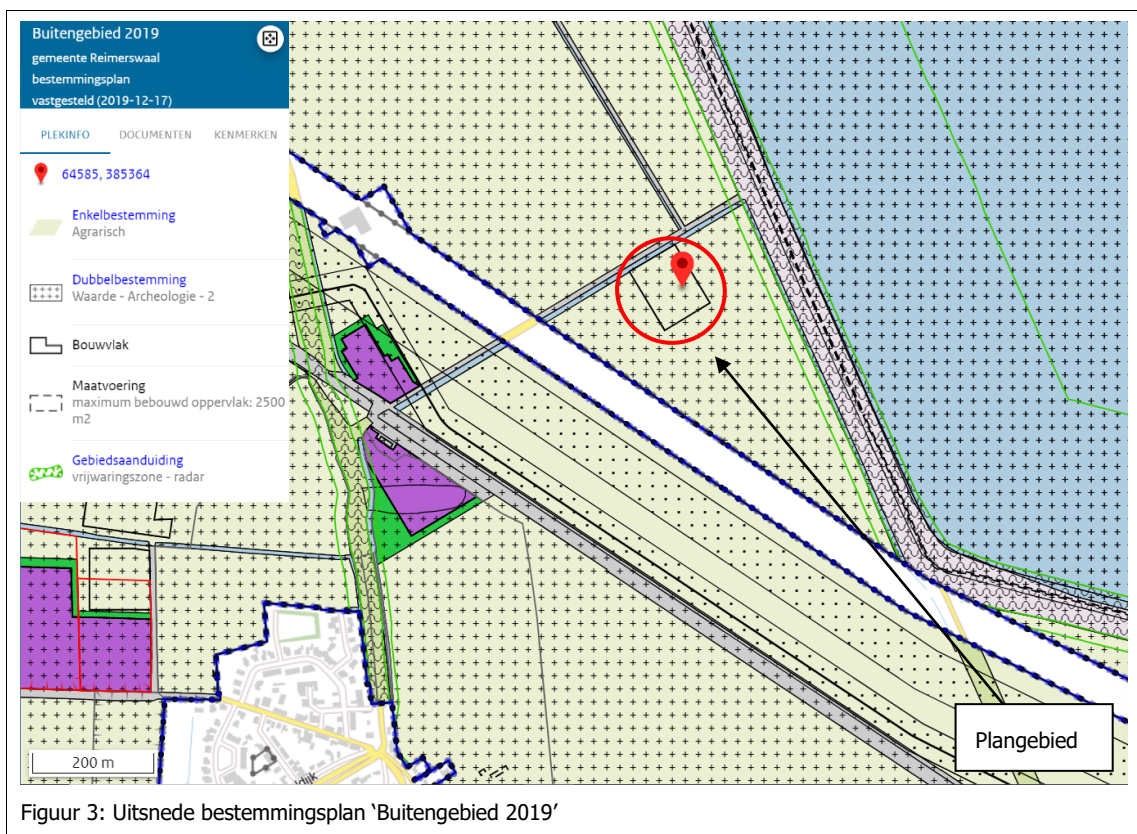 Buitengebied 2019
gemeente Reimerswaal
bestemmingsplan
vastgesteld (2019-12-17)
PLEKINFO DOCUMENTEN KENMERKEN
64585, 385364
Enkelbestemming
Agrarisch
Dubbelbestemming
Waarde - Archeologie - 2
Bouwvlak
Maatvoering
maximum bebouwd oppervlak: 2500
m2
Gebiedsaanduiding
vrijwaringszone - radar
200 m
Plangebied
Figuur 3: Uitsnede bestemmingsplan ‘Buitengebied 2019’